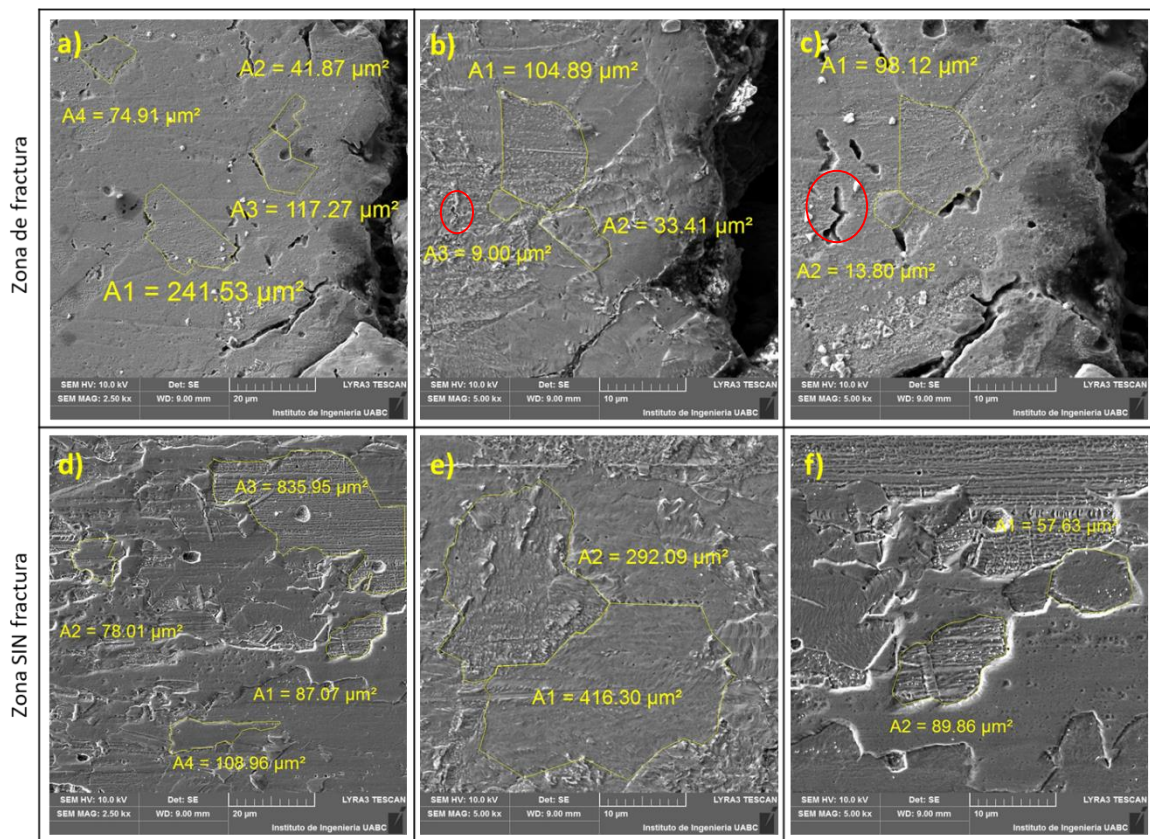 Zona de fractura
a)
A2 = 41.87 µm²
A4 = 74.91 µm²
A3 = 117.27 µm²
A1 = 241.53 µm²
SEM HV: 10.0 kV Det: SE LYRA3 TESCAN
SEM MAG: 2.50 kx WD: 9.00 mm 20 µm
Instituto de Ingenieria UABC
b)
A1 = 104.89 µm²
A2 = 33.41 µm²
A3 = 9.00 µm²
SEM HV: 10.0 kV Det: SE LYRA3 TESCAN
SEM MAG: 5.00 kx WD: 9.00 mm 10 µm
Instituto de Ingenieria UABC
c)
A1 = 98.12 µm²
A2 = 13.80 µm²
SEM HV: 10.0 kV Det: SE LYRA3 TESCAN
SEM MAG: 5.00 kx WD: 9.00 mm 10 µm
Instituto de Ingenieria UABC
Zona SIN fractura
d)
A3 = 835.95 µm²
A2 = 78.01 µm²
A1 = 87.07 µm²
A4 = 108.96 µm²
SEM HV: 10.0 kV Det: SE LYRA3 TESCAN
SEM MAG: 2.50 kx WD: 9.00 mm 20 µm
Instituto de Ingenieria UABC
e)
A2 = 292.09 µm²
A1 = 416.30 µm²
SEM HV: 10.0 kV Det: SE LYRA3 TESCAN
SEM MAG: 5.00 kx WD: 9.00 mm 10 µm
Instituto de Ingenieria UABC
f)
A1 = 57.63 µm²
A2 = 89.86 µm²
SEM HV: 10.0 kV Det: SE LYRA3 TESCAN
SEM MAG: 5.00 kx WD: 9.00 mm 10 µm
Instituto de Ingenieria UABC